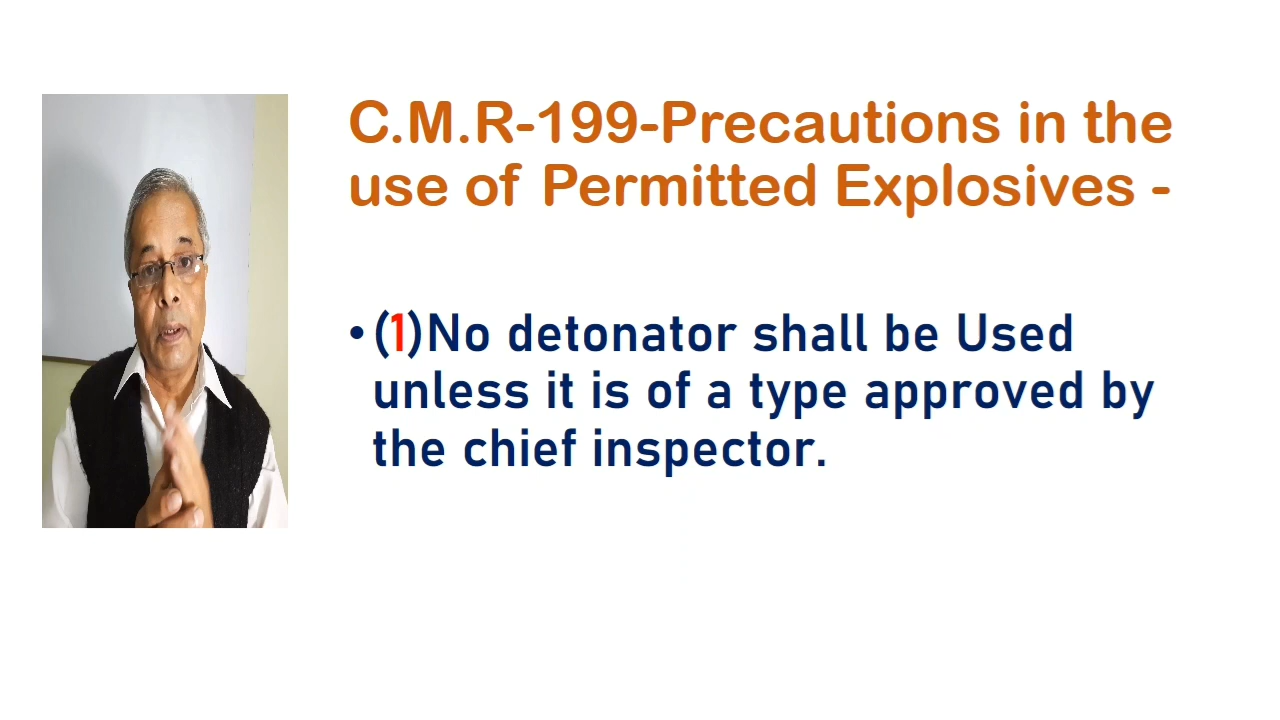 C.M.R-199-Precautions in the
use of Permitted Explosives -
•(1)No detonator shall be Used
unless it is of a type approved by
the chief inspector.